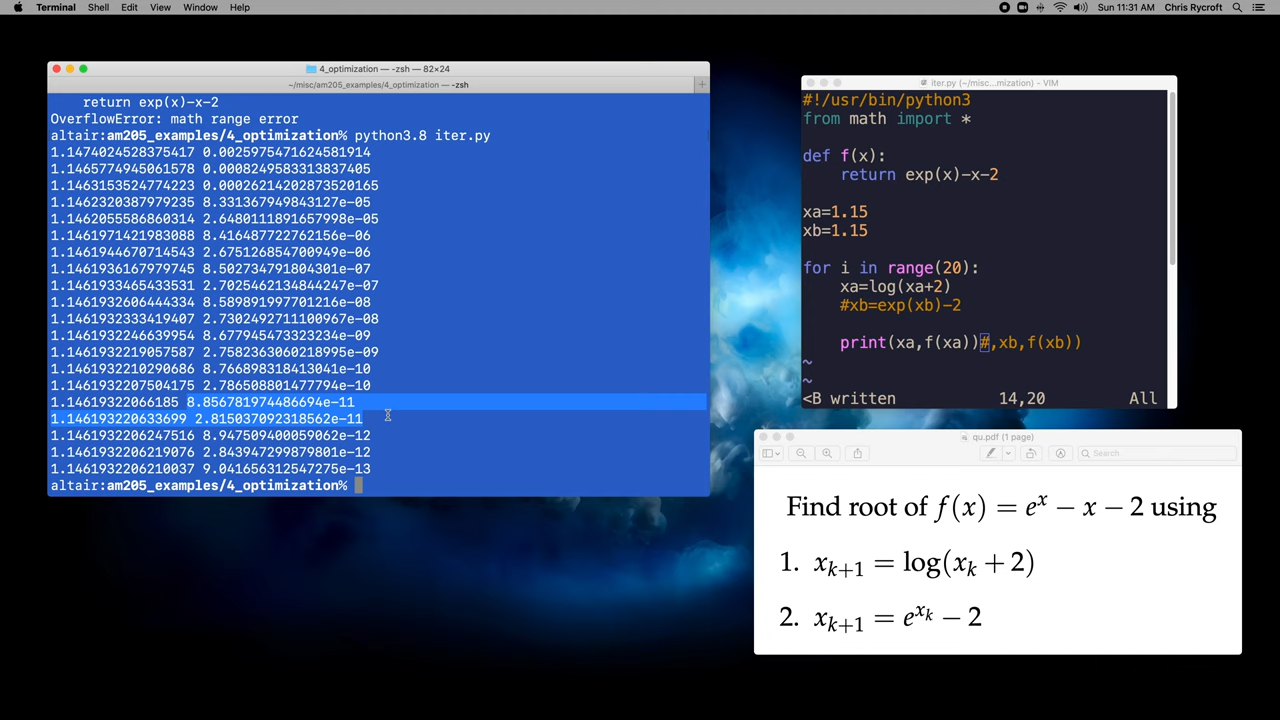 Terminal Shell Edit View Window Help
Sun 11:31 AM Chris Rycroft
4_optimization — -zsh — 82×24
~/misc/am205_examples/4_optimization — -zsh
+
return exp(x)-x-2
OverflowError: math range error
altair:am205_examples/4_optimization% python3.8 iter.py
1.1474024528375417 0.0025975471624581914
1.1465774945061578 0.0008249583313837405
1.1463153524774223 0.00026214202873520165
1.1462320387979235 8.331367949843127e-05
1.1462055586860314 2.6480111891657998e-05
1.1461971421983088 8.416487722762156e-06
1.1461944670714543 2.675126854700949e-06
1.1461936167979745 8.502734791804301e-07
1.1461933465433531 2.7025462134844247e-07
1.1461932606444334 8.589891997701216e-08
1.1461932333419407 2.7302492711100967e-08
1.1461932246639954 8.67794547332323​4e-09
1.1461932219057587 2.7582363060218995e-09
1.1461932210290686 8.766898318413041e-10
1.1461932207504175 2.786508801477794e-10
1.14619322066185 8.856781974486694e-11
1.146193220633699 2.815037092318562e-11
1.1461932206247516 8.947509400059062e-12
1.1461932206219076 2.843947299879801e-12
1.1461932206210037 9.041656312547275e-13
altair:am205_examples/4_optimization%
iter.py (~/misc...mization) - VIM
#!/usr/bin/python3
from math import *
def f(x):
return exp(x)-x-2
xa=1.15
xb=1.15
for i in range(20):
xa=log(xa+2)
#xb=exp(xb)-2
print(xa,f(xa))#,xb,f(xb))
~
~
<B written 14,20 All
qu.pdf (1 page)
Search
Find root of f(x) = e^x − x − 2 using
1. x_{k+1} = log(x_k + 2)
2. x_{k+1} = e^{x_k} − 2